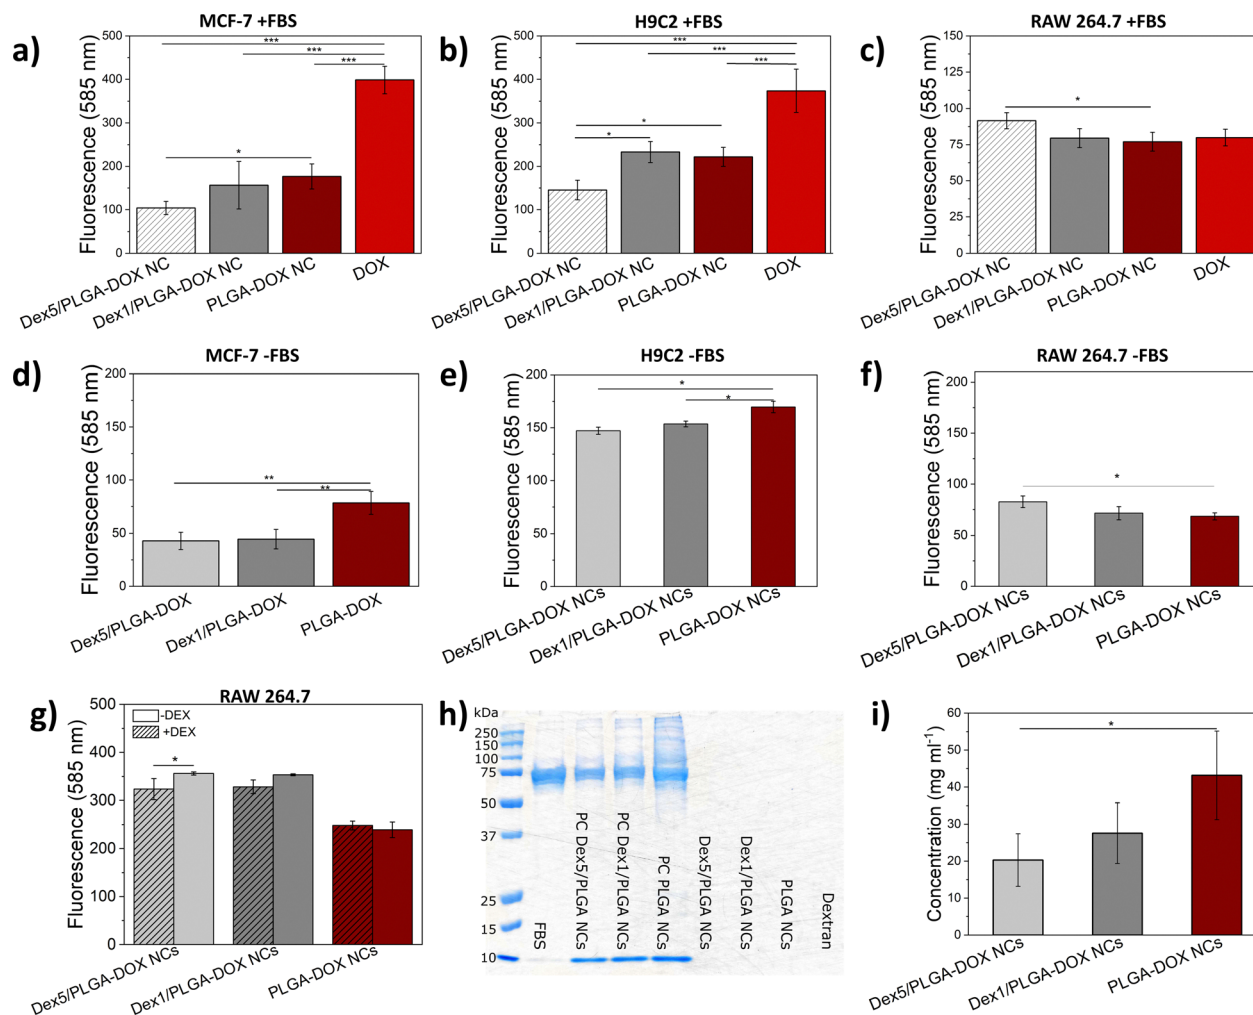 a)
MCF-7 +FBS
Fluorescence (585 nm)
500
400
300
200
100
0
***
***
***
*
Dex5/PLGA-DOX NC
Dex1/PLGA-DOX NC
PLGA-DOX NC
DOX
b)
H9C2 +FBS
Fluorescence (585 nm)
500
400
300
200
100
0
***
***
***
*
*
Dex5/PLGA-DOX NC
Dex1/PLGA-DOX NC
PLGA-DOX NC
DOX
c)
RAW 264.7 +FBS
Fluorescence (585 nm)
150
125
100
75
50
25
0
*
Dex5/PLGA-DOX NC
Dex1/PLGA-DOX NC
PLGA-DOX NC
DOX
d)
MCF-7 -FBS
Fluorescence (585 nm)
200
150
100
50
0
**
**
Dex5/PLGA-DOX
Dex1/PLGA-DOX
PLGA-DOX
e)
H9C2 -FBS
Fluorescence (585 nm)
200
150
100
50
0
*
*
Dex5/PLGA-DOX NCs
Dex1/PLGA-DOX NCs
PLGA-DOX NCs
f)
RAW 264.7 -FBS
Fluorescence (585 nm)
200
150
100
50
0
*
Dex5/PLGA-DOX NCs
Dex1/PLGA-DOX NCs
PLGA-DOX NCs
g)
RAW 264.7
Fluorescence (585 nm)
500
400
300
200
100
0
-DEX
+DEX
*
Dex5/PLGA-DOX NCs
Dex1/PLGA-DOX NCs
PLGA-DOX NCs
h)
kDa
250
150
100
75
50
37
25
15
10
FBS
PC Dex5/PLGA NCs
PC Dex1/PLGA NCs
PC PLGA NCs
Dex5/PLGA NCs
Dex1/PLGA NCs
PLGA NCs
Dextran
i)
Concentration (mg ml⁻¹)
60
50
40
30
20
10
0
*
Dex5/PLGA-DOX NCs
Dex1/PLGA-DOX NCs
PLGA-DOX NCs